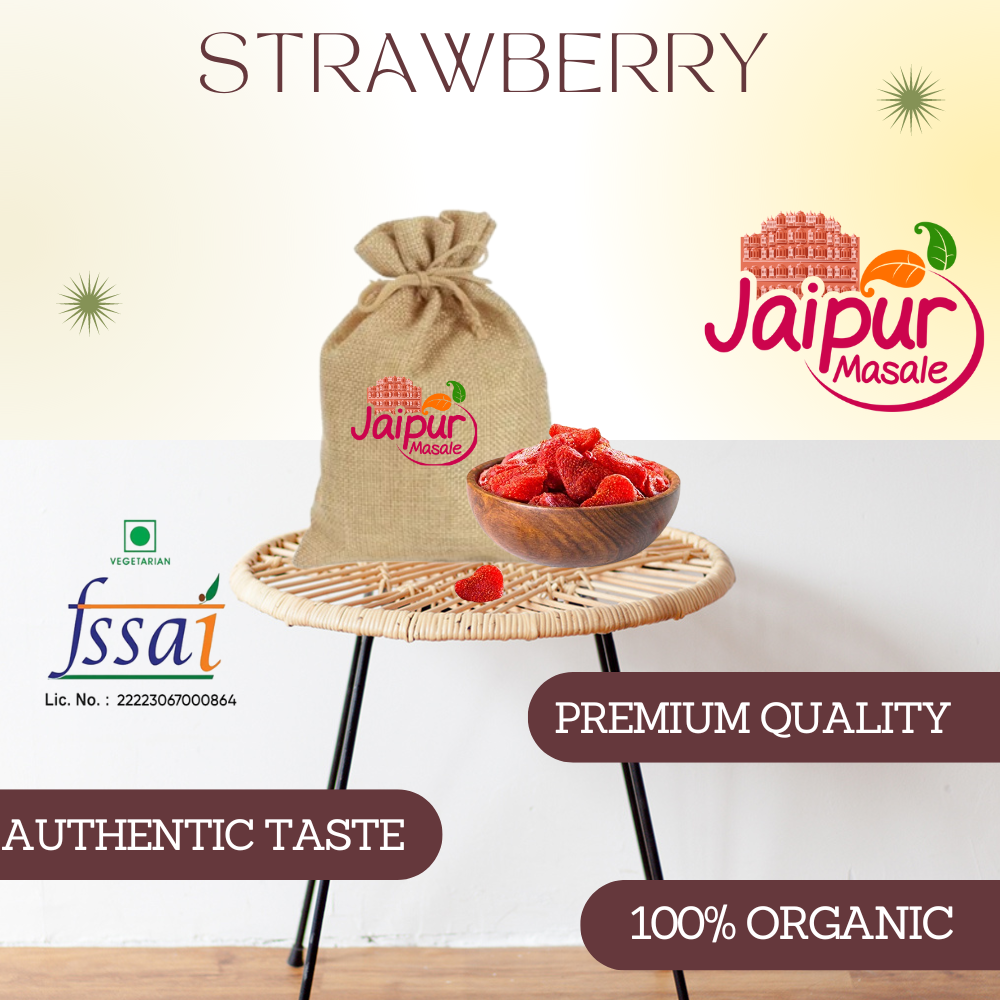 STRAWBERRY
Jaipur
Masale
Jaipur
Masale
VEGETARIAN
fssai
Lic. No. : 22223067000864
PREMIUM QUALITY
AUTHENTIC TASTE
100% ORGANIC